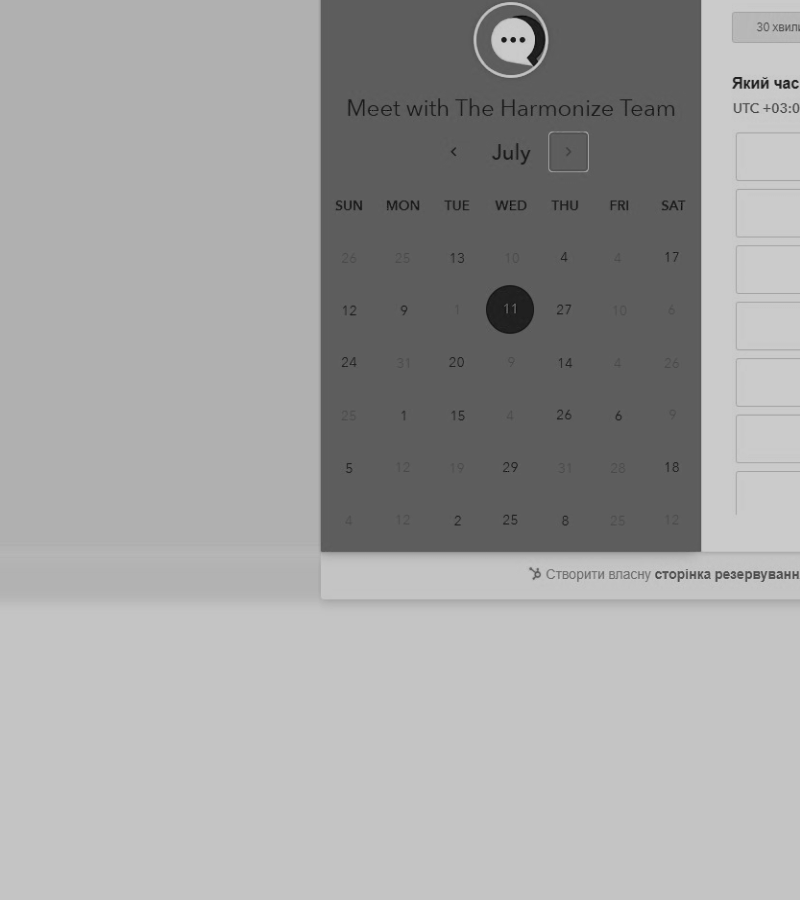 30
Meet with The Harmonize Team
Який час
July
UTC +03:0
SUN MON TUE WED THU FRI SAT
26 25 13 10 4 4 17
12 9 1 11 27 10 6
24 31 20 9 14 4 26
25 1 15 4 26 6 9
5 12 19 29 31 28 18
4 12 2 25 8 25 12
Створити власну сторінка